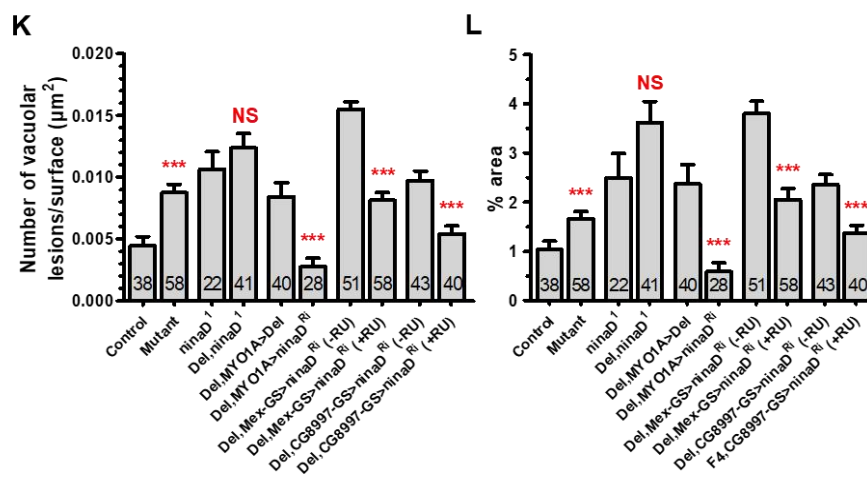 K
Number of vacuolar
lesions/surface (µm²)
0.020
0.015
0.010
0.005
0.000
***
NS
***
***
***
38
58
22
41
40
28
51
58
43
40
Control
Mutant
ninaD¹
Del,ninaD¹
Del,MYO1A>Del
Del,MYO1A>ninaD^Ri
Del,Mex-GS>ninaD^Ri (-RU)
Del,Mex-GS>ninaD^Ri (+RU)
Del,CG8997-GS>ninaD^Ri (-RU)
Del,CG8997-GS>ninaD^Ri (+RU)
L
% area
5
4
3
2
1
0
***
NS
***
***
***
38
58
22
41
40
28
51
58
43
40
Control
Mutant
ninaD¹
Del,ninaD¹
Del,MYO1A>Del
Del,MYO1A>ninaD^Ri
Del,Mex-GS>ninaD^Ri (-RU)
Del,Mex-GS>ninaD^Ri (+RU)
Del,CG8997-GS>ninaD^Ri (-RU)
F4,CG8997-GS>ninaD^Ri (+RU)